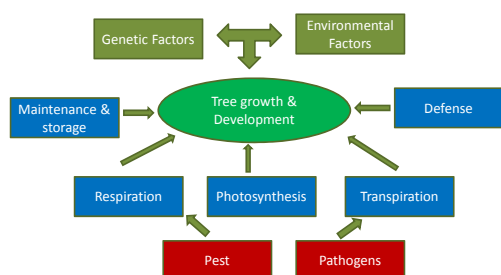 Genetic Factors
Environmental
Factors
Tree growth &
Development
Maintenance &
storage
Defense
Respiration
Photosynthesis
Transpiration
Pest
Pathogens